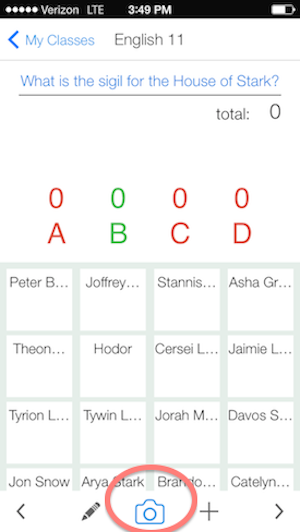 Verizon LTE 3:49 PM
My Classes English 11
What is the sigil for the House of Stark?
total: 0
0 0 0 0
A B C D
Peter B... Joffrey... Stannis... Asha Gr...
Theon... Hodor Cersei L... Jaimie L...
Tyrion L... Tywin L... Jorah M... Davos S...
Jon Snow Arya Stark Brando... Catelyn...